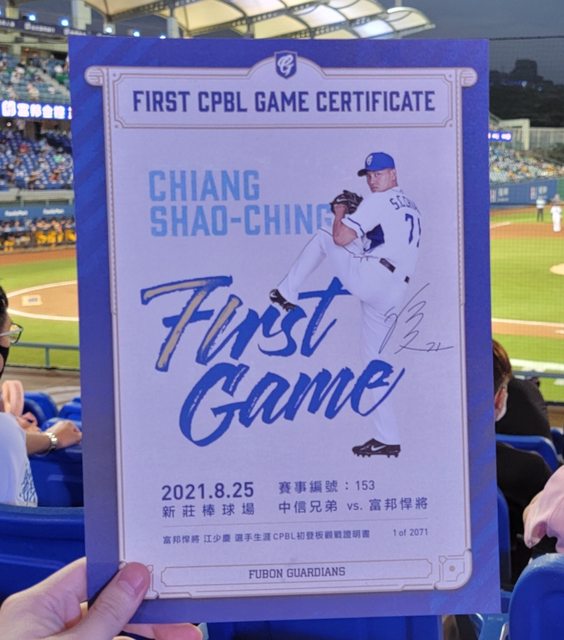 FIRST CPBL GAME CERTIFICATE
CHIANG
SHAO-CHING
S.C.
71
First
Game
2021.8.25
新莊棒球場
賽事編號：153
中信兄弟 vs. 富邦悍將
富邦悍將 江少慶 選手生涯CPBL初登板觀戰證明書
1 of 2071
FUBON GUARDIANS